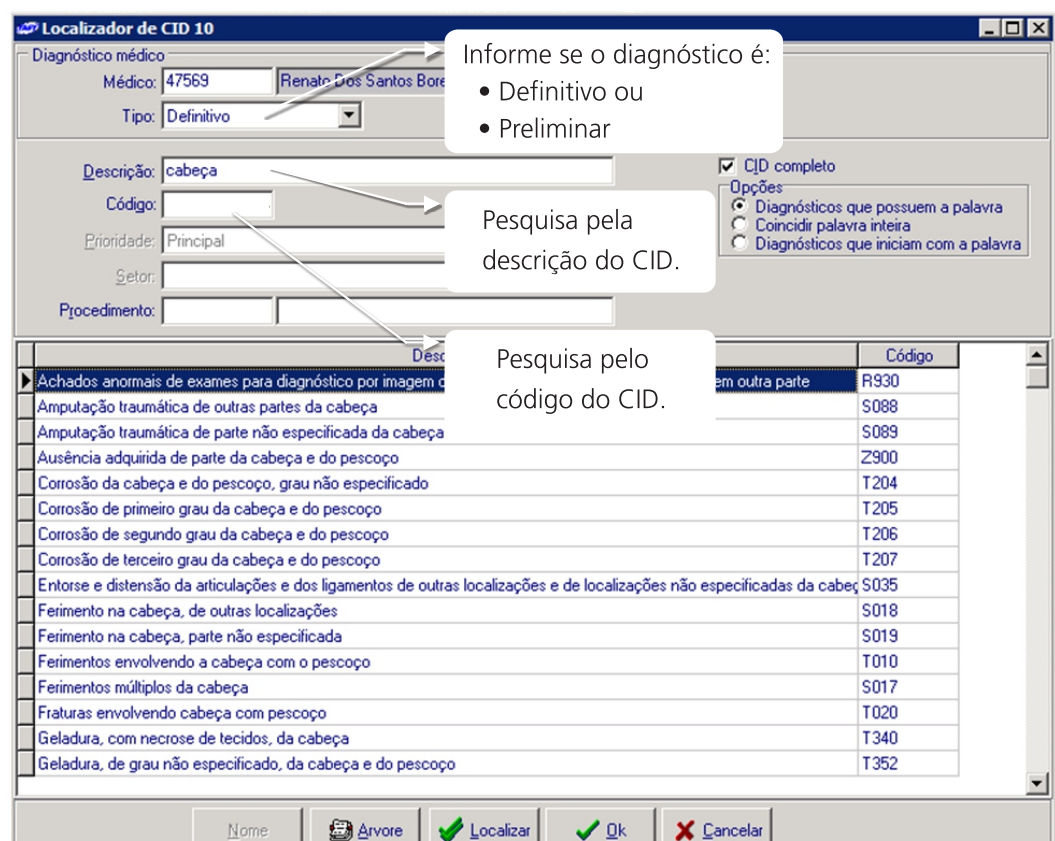 Localizador de CID 10
Diagnóstico médico
Médico: 47569 Renato Dos Santos
Tipo: Definitivo
Informe se o diagnóstico é:
• Definitivo ou
• Preliminar
Descrição: cabeça
Código:
Prioridade: Principal
Setor:
Procedimento:
CID completo
Opções
Diagnósticos que possuem a palavra
Coincidir palavra inteira
Diagnósticos que iniciam com a palavra
Pesquisa pela
descrição do CID.
Pesquisa pelo
código do CID.
Código
Achados anormais de exames para diagnóstico por imagem em outra parte R930
Amputação traumática de outras partes da cabeça S088
Amputação traumática de parte não especificada da cabeça S089
Ausência adquirida de parte da cabeça e do pescoço Z900
Corrosão da cabeça e do pescoço, grau não especificado T204
Corrosão de primeiro grau da cabeça e do pescoço T205
Corrosão de segundo grau da cabeça e do pescoço T206
Corrosão de terceiro grau da cabeça e do pescoço T207
Entorse e distensão da articulações e dos ligamentos de outras localizações e de localizações não especificadas da cabeç S035
Ferimento na cabeça, de outras localizações S018
Ferimento na cabeça, parte não especificada S019
Ferimentos envolvendo a cabeça com o pescoço T010
Ferimentos múltiplos da cabeça S017
Fraturas envolvendo cabeça com pescoço T020
Geladura, com necrose de tecidos, da cabeça T340
Geladura, de grau não especificado, da cabeça e do pescoço T352
Nome Arvore Localizar Ok Cancelar